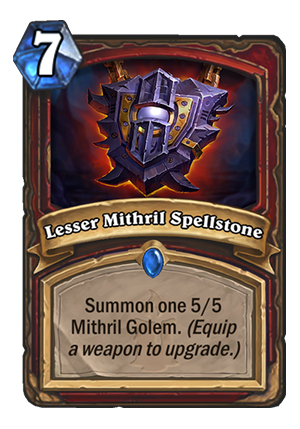 7
Lesser Mithril Spellstone
Summon one 5/5
Mithril Golem. (Equip
a weapon to upgrade.)